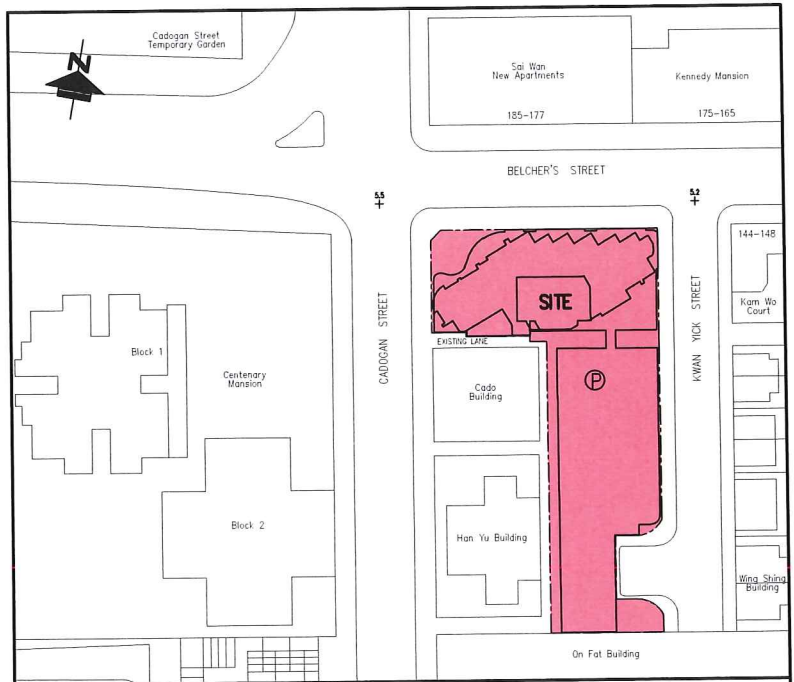 Cadogan Street
Temporary Garden
N
Sai Wan
New Apartments
185-177
Kennedy Mansion
175-165
BELCHER'S STREET
5.5
5.2
144-148
Kam Wo
Court
SITE
CADOGAN STREET
KWAN YICK STREET
EXISTING LANE
Block 1
Centenary
Mansion
Cado
Building
P
Block 2
Han Yu Building
Wing Shing
Building
On Fat Building